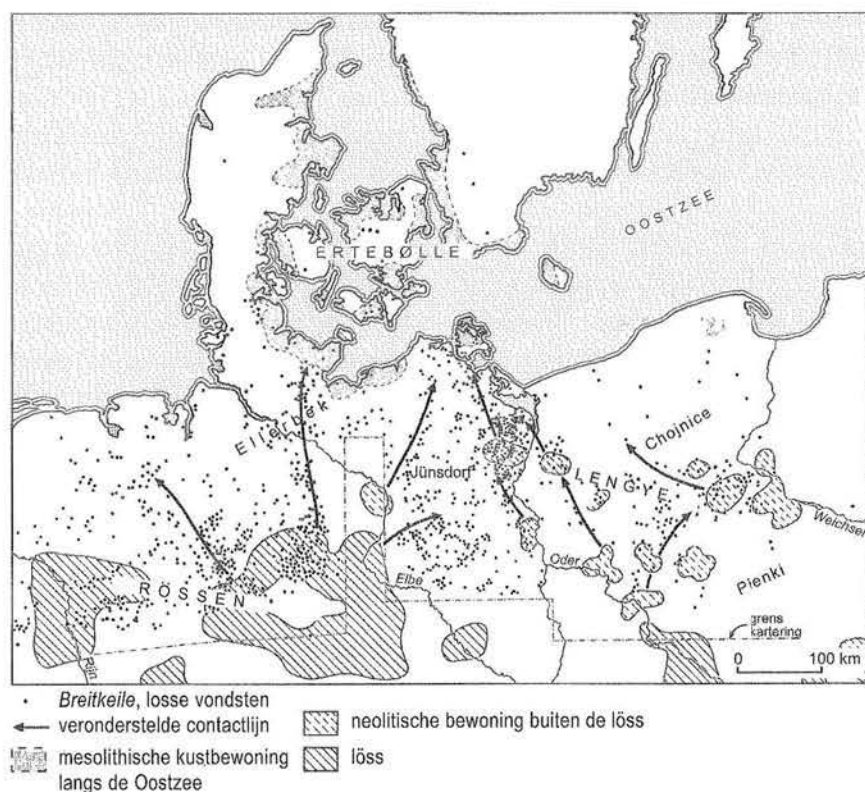 OOSTZEE
ERTEBØLLE
Ellerbek
Chojnice
Jünsdorf
LENGYEL
Weichsel
Oder
Elbe
Pienki
RÖSSEN
Rijn
grens
kartering
0 100 km
Breitkeile, losse vondsten
veronderstelde contactlijn
mesolithische kustbewoning
langs de Oostzee
neolitische bewoning buiten de löss
löss